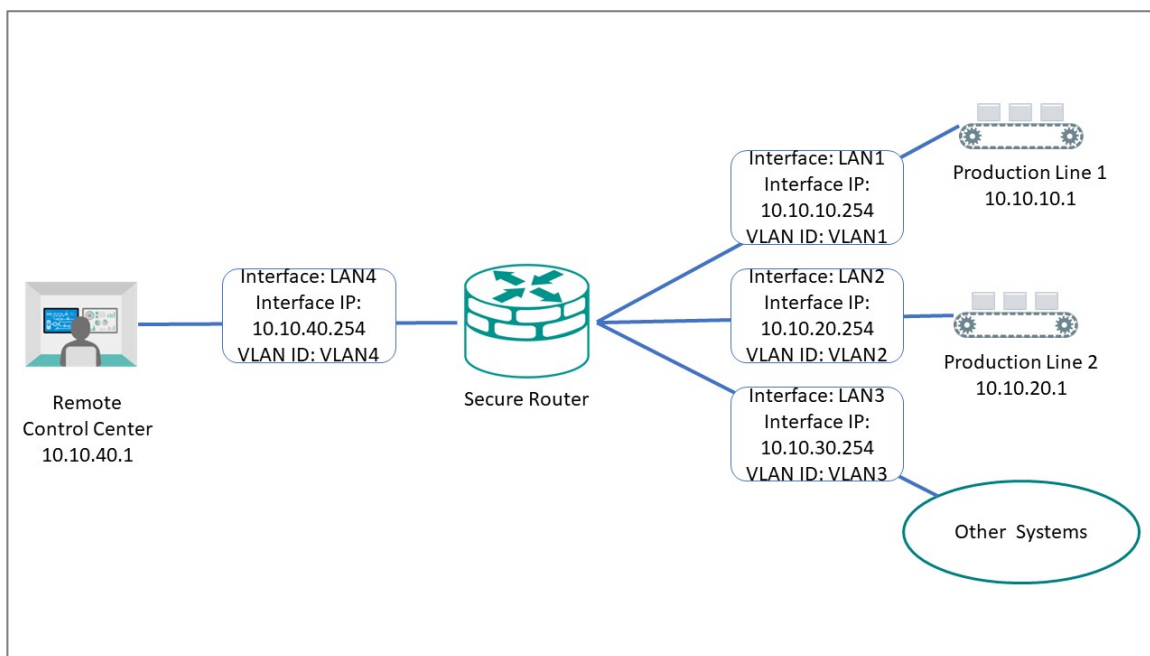 Interface: LAN1
Interface IP:
10.10.10.254
VLAN ID: VLAN1
Production Line 1
10.10.10.1
Interface: LAN4
Interface IP:
10.10.40.254
VLAN ID: VLAN4
Interface: LAN2
Interface IP:
10.10.20.254
VLAN ID: VLAN2
Production Line 2
10.10.20.1
Remote
Control Center
10.10.40.1
Secure Router
Interface: LAN3
Interface IP:
10.10.30.254
VLAN ID: VLAN3
Other Systems